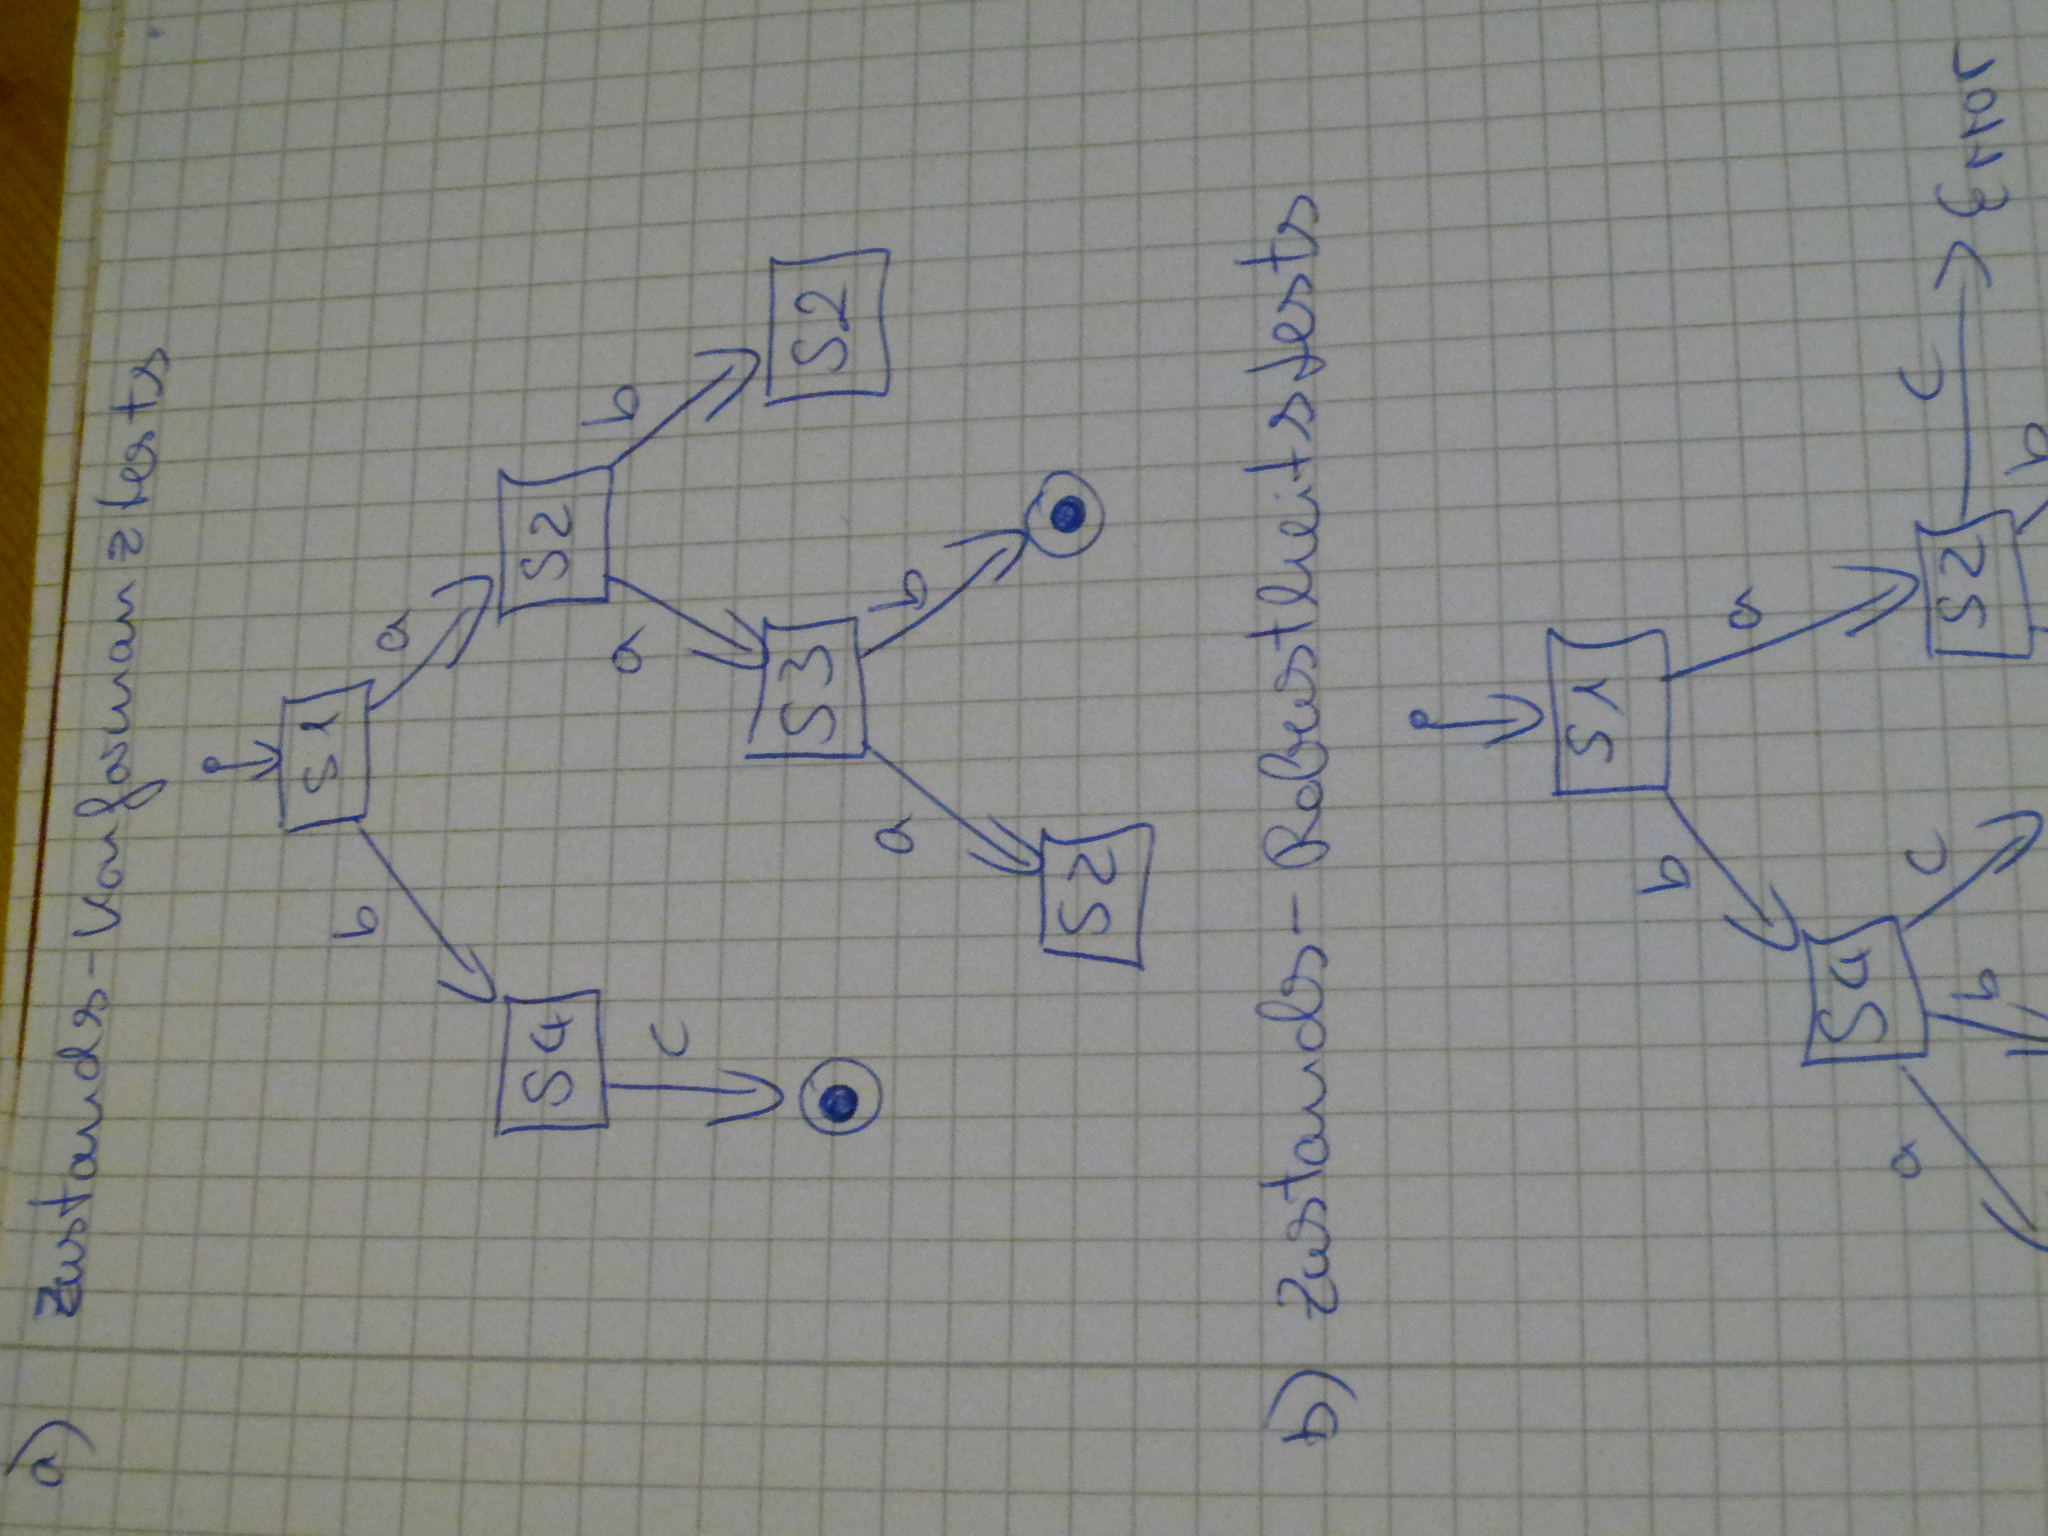 a) Zustands-Konformanztests
S1
b
a
S4
S2
c
a
b
S3
S2
a
b
S2
b) Zustands-Robustheitstests
S1
b
a
S4
S2
c
Error
a
b
c
b